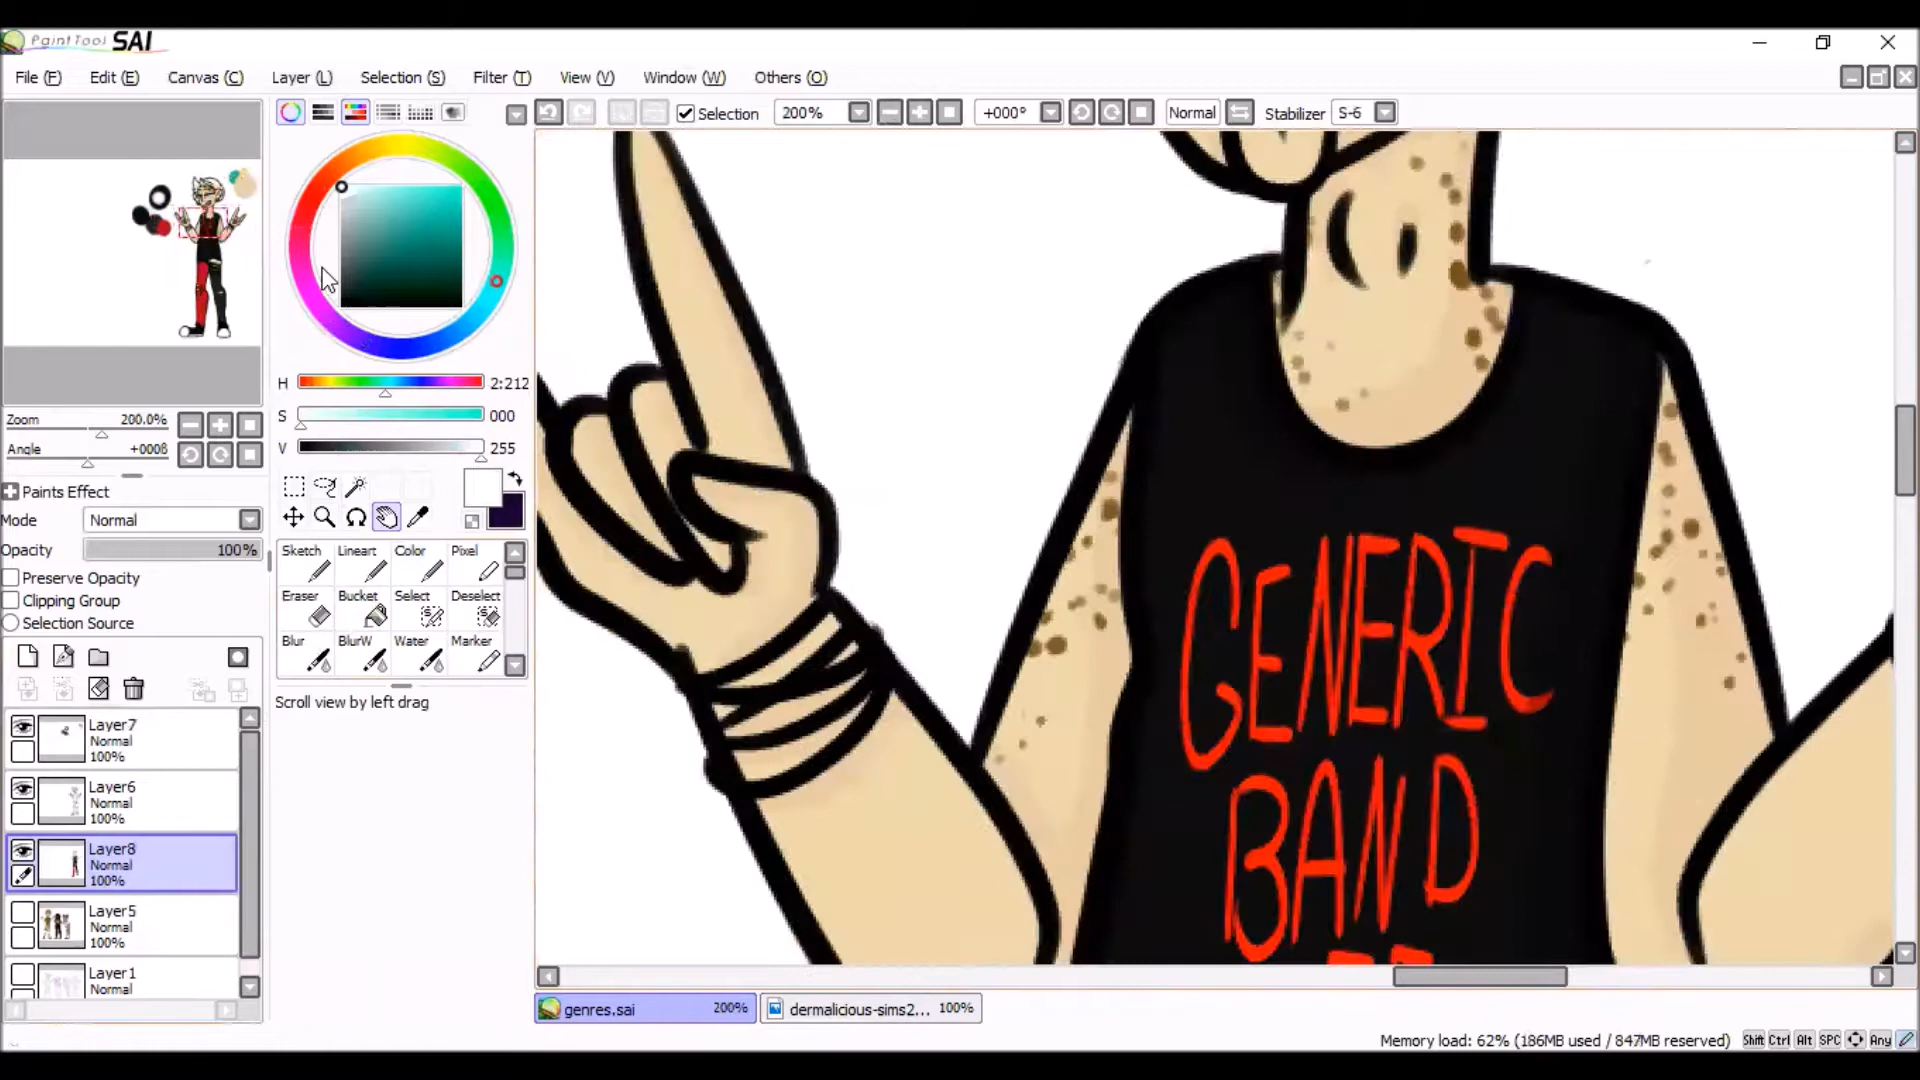 PaintTool SAI
File (F) Edit (E) Canvas (C) Layer (L) Selection (S) Filter (T) View (V) Window (W) Others (O)
Selection 200% +000° Normal Stabilizer S-6
H 2:212
S 000
V 255
Zoom 200.0%
Angle
Paints Effect
Mode Normal
Opacity 100%
Preserve Opacity
Clipping Group
Selection Source
Sketch Lineart Color Pixel
Eraser Bucket Select Deselect
Blur BlurW Water Marker
Scroll view by left drag
Layer7
Normal
100%
Layer6
Normal
100%
Layer8
Normal
100%
Layer5
Normal
100%
Layer1
Normal
GENERIC
BAND
genres.sai 200% dermalicious-sims2... 100%
Memory load: 62% (186MB used / 847MB reserved) Shift Ctrl Alt SPC Any